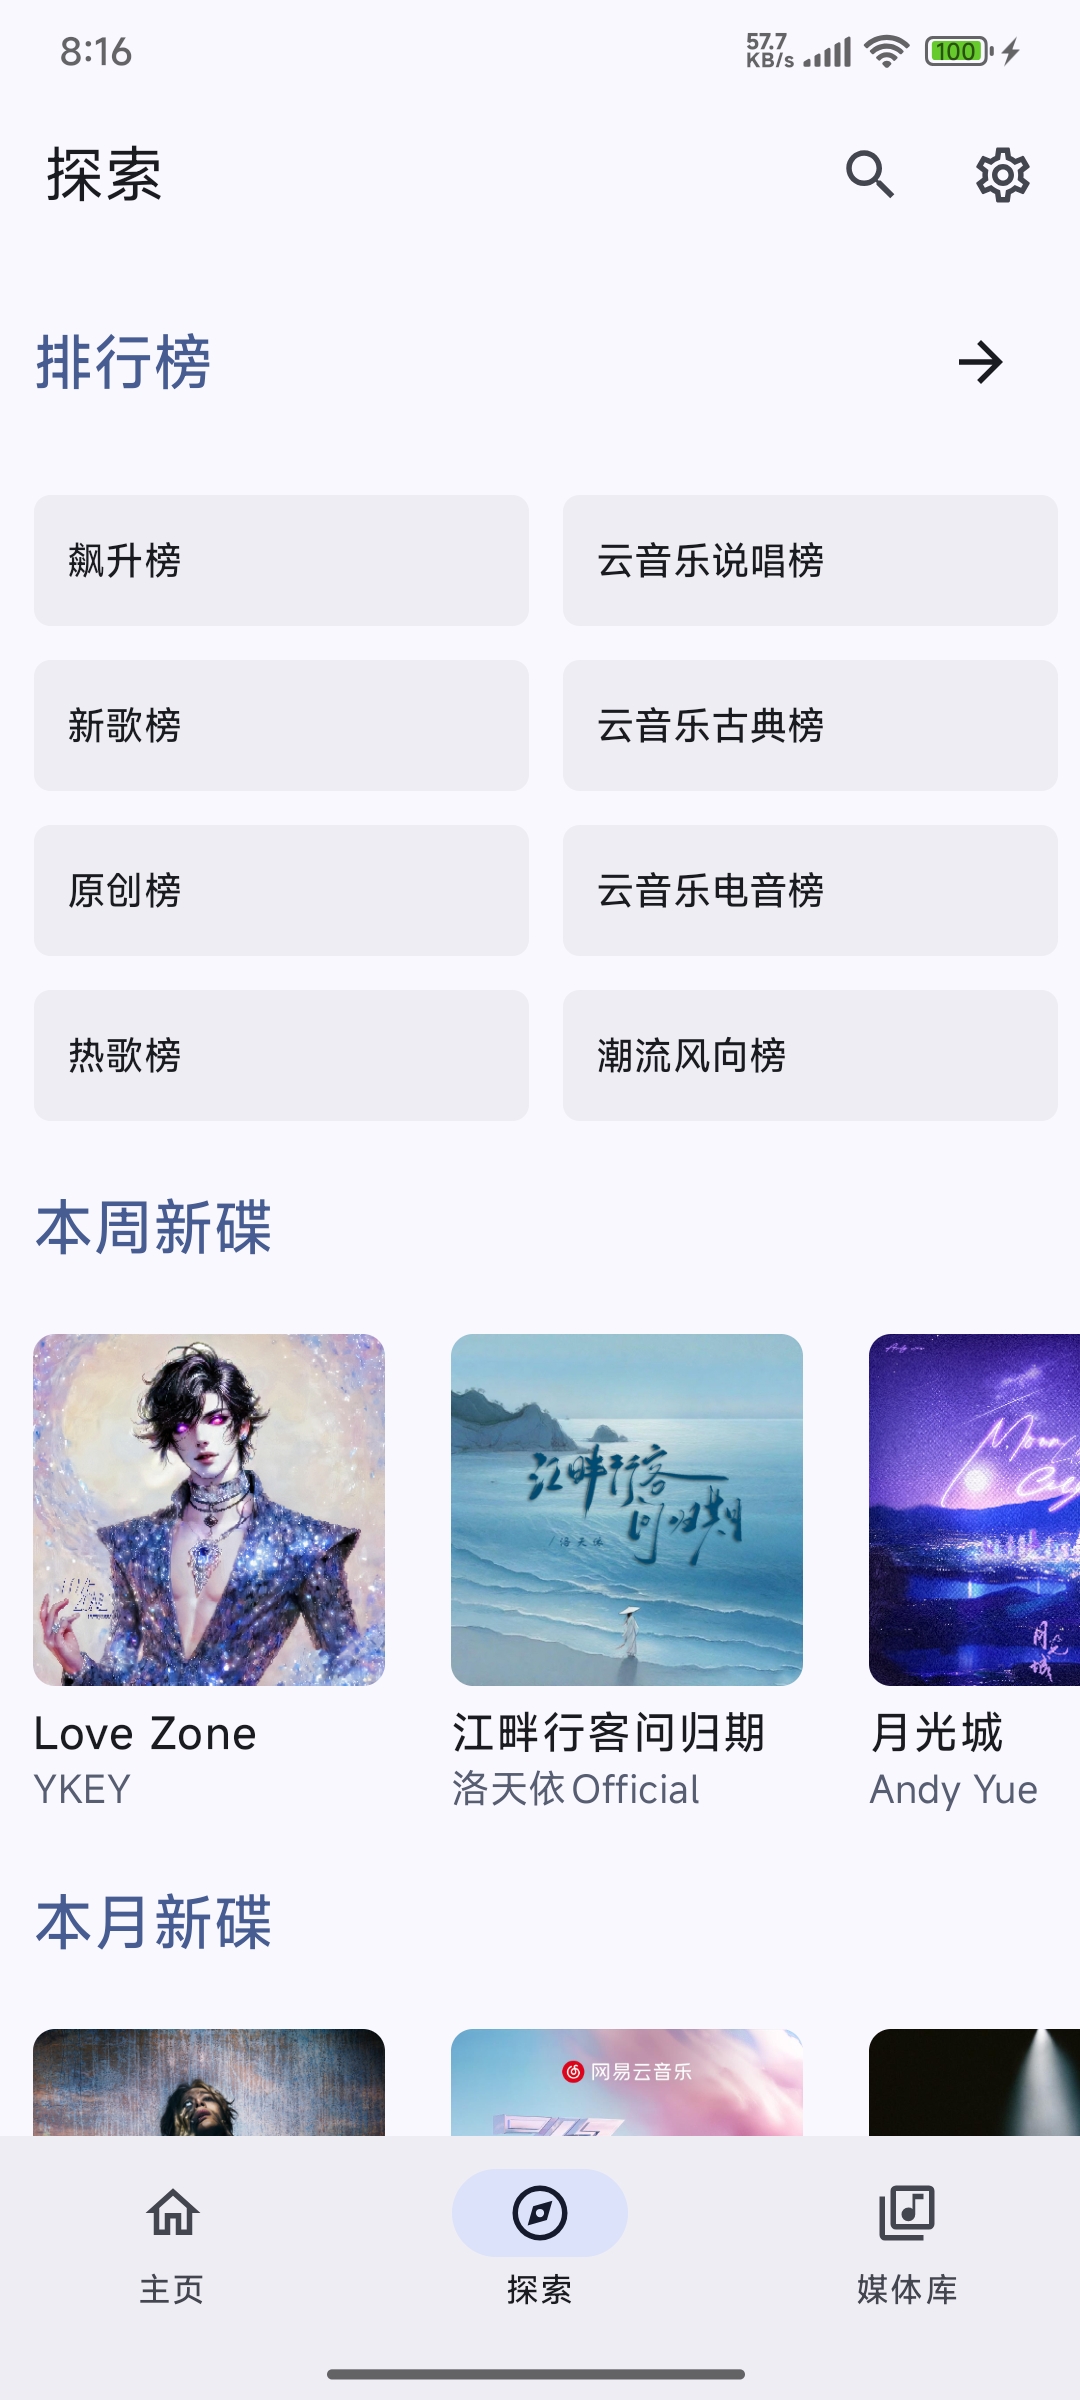 8:16
57.7
KB/s
100
探索
排行榜
飙升榜
云音乐说唱榜
新歌榜
云音乐古典榜
原创榜
云音乐电音榜
热歌榜
潮流风向榜
本周新碟
江畔行客
问归期
洛天依
月光城
Love Zone
江畔行客问归期
月光城
YKEY
洛天依Official
Andy Yue
本月新碟
网易云音乐
主页
探索
媒体库